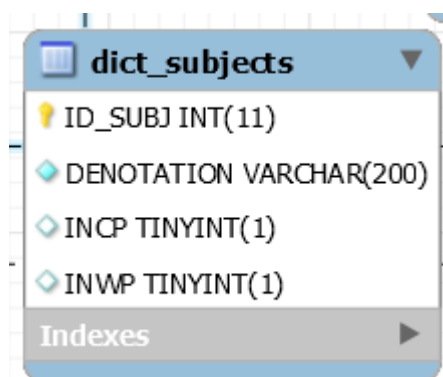 dict_subjects
ID_SUBJ INT(11)
DENOTATION VARCHAR(200)
INCP TINYINT(1)
INWP TINYINT(1)
Indexes